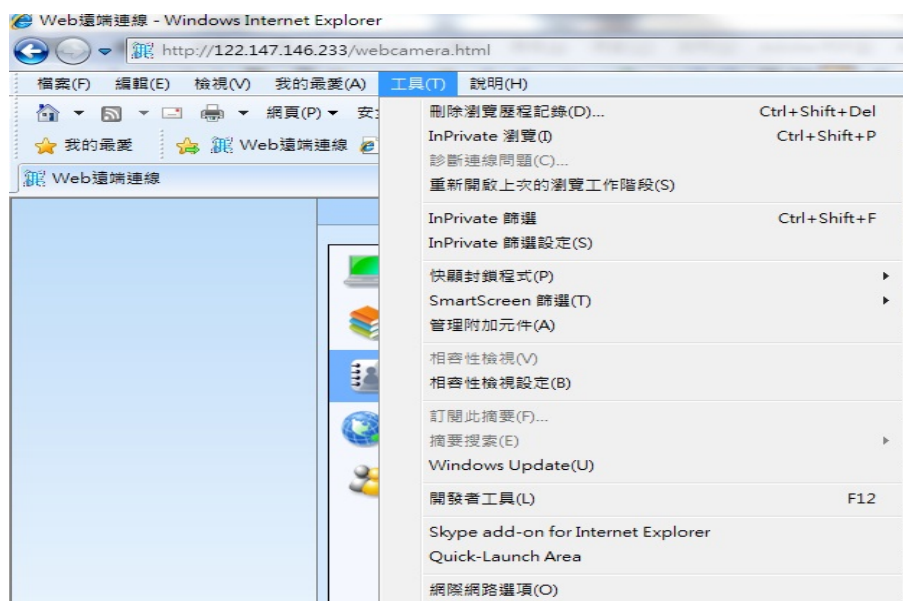 Web遠端連線 - Windows Internet Explorer
http://122.147.146.233/webcamera.html
檔案(F) 編輯(E) 檢視(V) 我的最愛(A) 工具(T) 說明(H)
網頁(P)
我的最愛 Web遠端連線
Web遠端連線
刪除瀏覽歷程記錄(D)... Ctrl+Shift+Del
InPrivate 瀏覽(I) Ctrl+Shift+P
診斷連線問題(C)...
重新開啟上次的瀏覽工作階段(S)
InPrivate 篩選 Ctrl+Shift+F
InPrivate 篩選設定(S)
快顯封鎖程式(P)
SmartScreen 篩選(T)
管理附加元件(A)
相容性檢視(V)
相容性檢視設定(B)
訂閱此摘要(F)...
摘要搜索(E)
Windows Update(U)
開發者工具(L) F12
Skype add-on for Internet Explorer
Quick-Launch Area
網際網路選項(O)